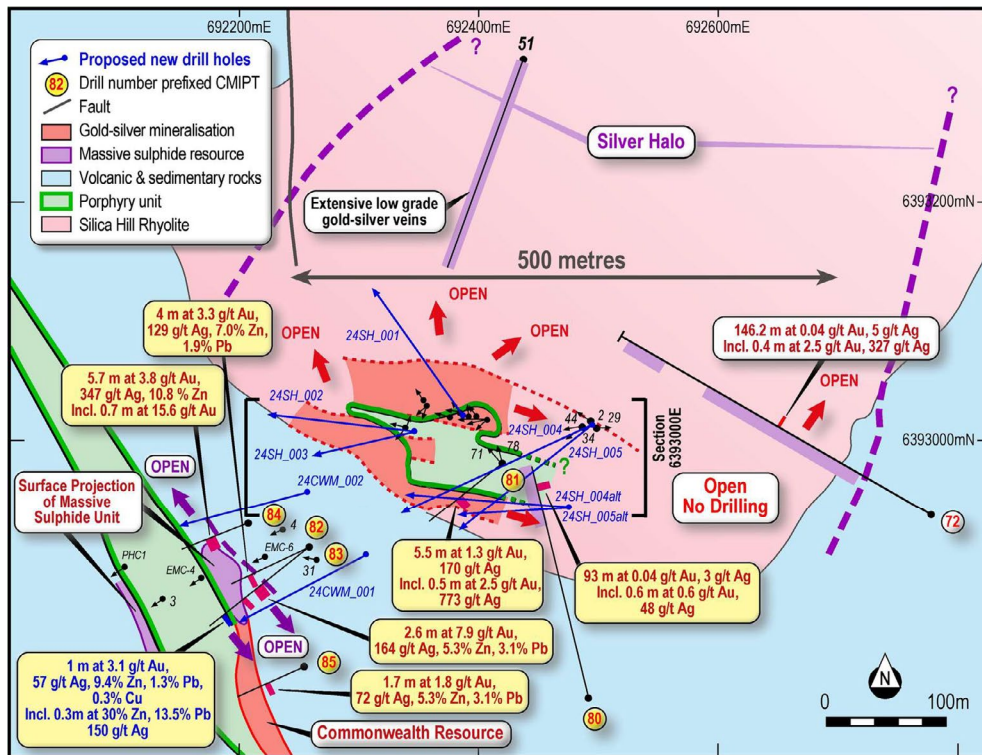 692200mE
692400mE
692600mE
Proposed new drill holes
82 Drill number prefixed CMIPT
Fault
Gold-silver mineralisation
Massive sulphide resource
Volcanic & sedimentary rocks
Porphyry unit
Silica Hill Rhyolite
?
51
?
Silver Halo
Extensive low grade
gold-silver veins
6393200mN
500 metres
4 m at 3.3 g/t Au,
129 g/t Ag, 7.0% Zn,
1.9% Pb
OPEN
OPEN
OPEN
24SH_001
146.2 m at 0.04 g/t Au, 5 g/t Ag
Incl. 0.4 m at 2.5 g/t Au, 327 g/t Ag
OPEN
5.7 m at 3.8 g/t Au,
347 g/t Ag, 10.8 % Zn
Incl. 0.7 m at 15.6 g/t Au
24SH_002
24SH_003
24SH_004
24SH_005
44
2
29
34
78
71
81
?
Section
6393000E
6393000mN
24SH_004alt
24SH_005alt
Open
No Drilling
72
Surface Projection
of Massive
Sulphide Unit
OPEN
24CWM_002
84
4
82
EMC-6
83
31
PHC1
EMC-4
3
24CWM_001
OPEN
5.5 m at 1.3 g/t Au,
170 g/t Ag
Incl. 0.5 m at 2.5 g/t Au,
773 g/t Ag
93 m at 0.04 g/t Au, 3 g/t Ag
Incl. 0.6 m at 0.6 g/t Au,
48 g/t Ag
2.6 m at 7.9 g/t Au,
164 g/t Ag, 5.3% Zn, 3.1% Pb
1 m at 3.1 g/t Au,
57 g/t Ag, 9.4% Zn, 1.3% Pb,
0.3% Cu
Incl. 0.3m at 30% Zn, 13.5% Pb
150 g/t Ag
85
1.7 m at 1.8 g/t Au,
72 g/t Ag, 5.3% Zn, 3.1% Pb
80
Commonwealth Resource
N
0
100m